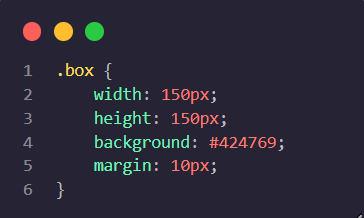 1 .box {
2     width: 150px;
3     height: 150px;
4     background: #424769;
5     margin: 10px;
6 }